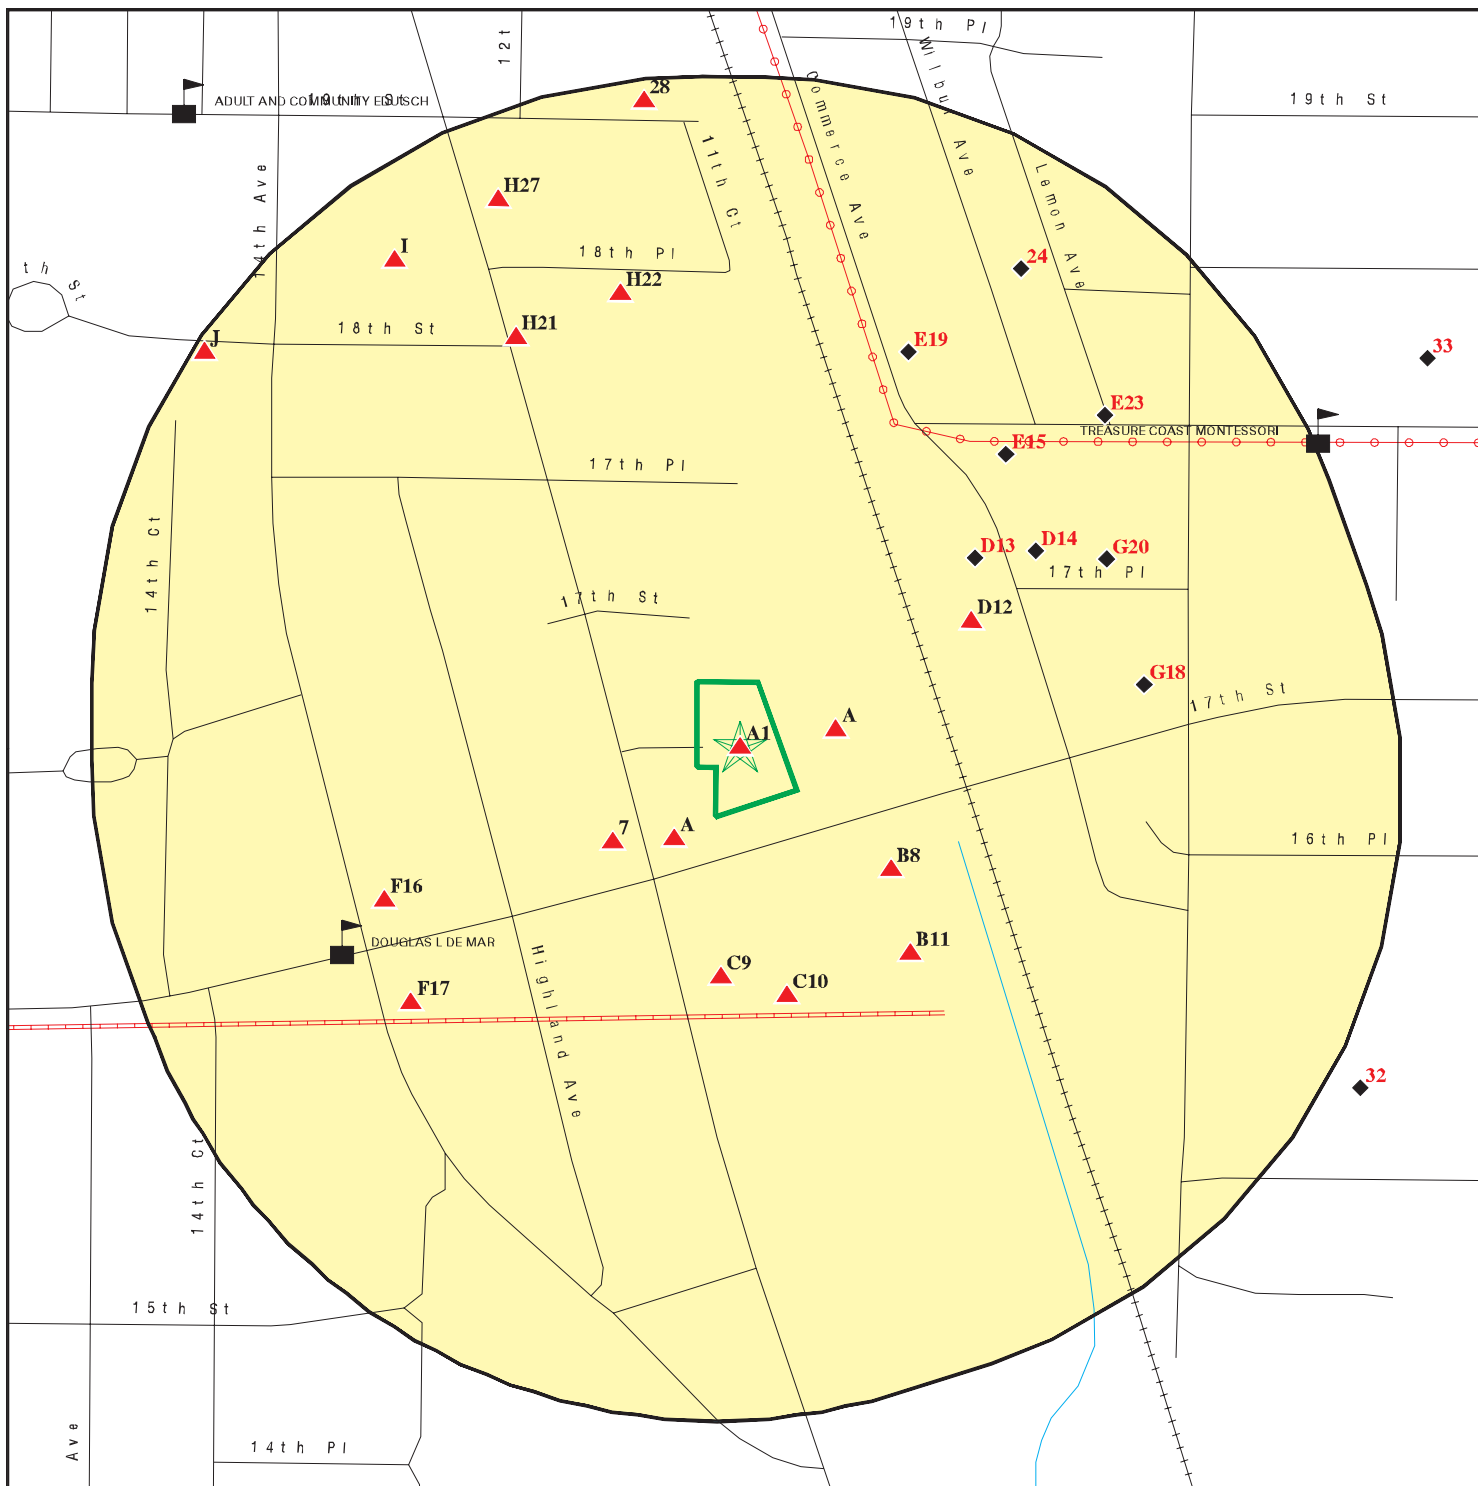 19th Pl
12t
Wilbur Ave
28
ADULT AND COMMUNITY EDUTSCH
19th St
19th St
Commerce Ave
11th Ct
14th Ave
Lemon Ave
H27
I
18th Pl
24
th St
H22
H21
18th St
J
E19
33
E23
TREASURE COAST MONTESSORI
E15
17th Pl
14th Ct
D13
D14
G20
17th Pl
17th St
D12
G18
17th St
A
A1
7
A
16th Pl
B8
F16
DOUGLAS L DE MAR
B11
Highland Ave
C9
C10
F17
32
14th Ct
15th St
Ave
14th Pl